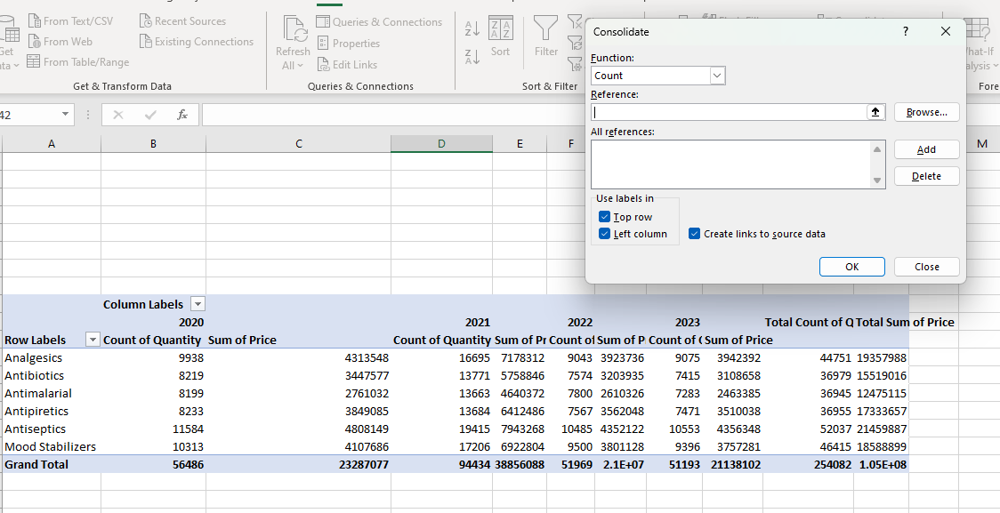 From Text/CSV
From Web
From Table/Range
Recent Sources
Existing Connections
Get & Transform Data
Refresh
All
Queries & Connections
Properties
Edit Links
Queries & Connections
Sort
Filter
Sort & Filter
Consolidate
?
Function:
Count
Reference:
Browse...
All references:
Add
Delete
Use labels in
Top row
Left column
Create links to source data
OK
Close
fx
A B C D E F M
Column Labels
2020 2021 2022 2023 Total Count of Q Total Sum of Price
Row Labels Count of Quantity Sum of Price Count of Quantity Sum of Pr Count of Sum of P Count of Sum of Price
Analgesics 9938 4313548 16695 7178312 9043 3923736 9075 3942392 44751 19357988
Antibiotics 8219 3447577 13771 5758846 7574 3203935 7415 3108658 36979 15519016
Antimalarial 8199 2761032 13663 4640372 7800 2610326 7283 2463385 36945 12475115
Antipiretics 8233 3849085 13684 6412486 7567 3562048 7471 3510038 36955 17333657
Antiseptics 11584 4808149 19415 7943268 10485 4352122 10553 4356348 52037 21459887
Mood Stabilizers 10313 4107686 17206 6922804 9500 3801128 9396 3757281 46415 18588899
Grand Total 56486 23287077 94434 38856088 51969 2.1E+07 51193 21138102 254082 1.05E+08